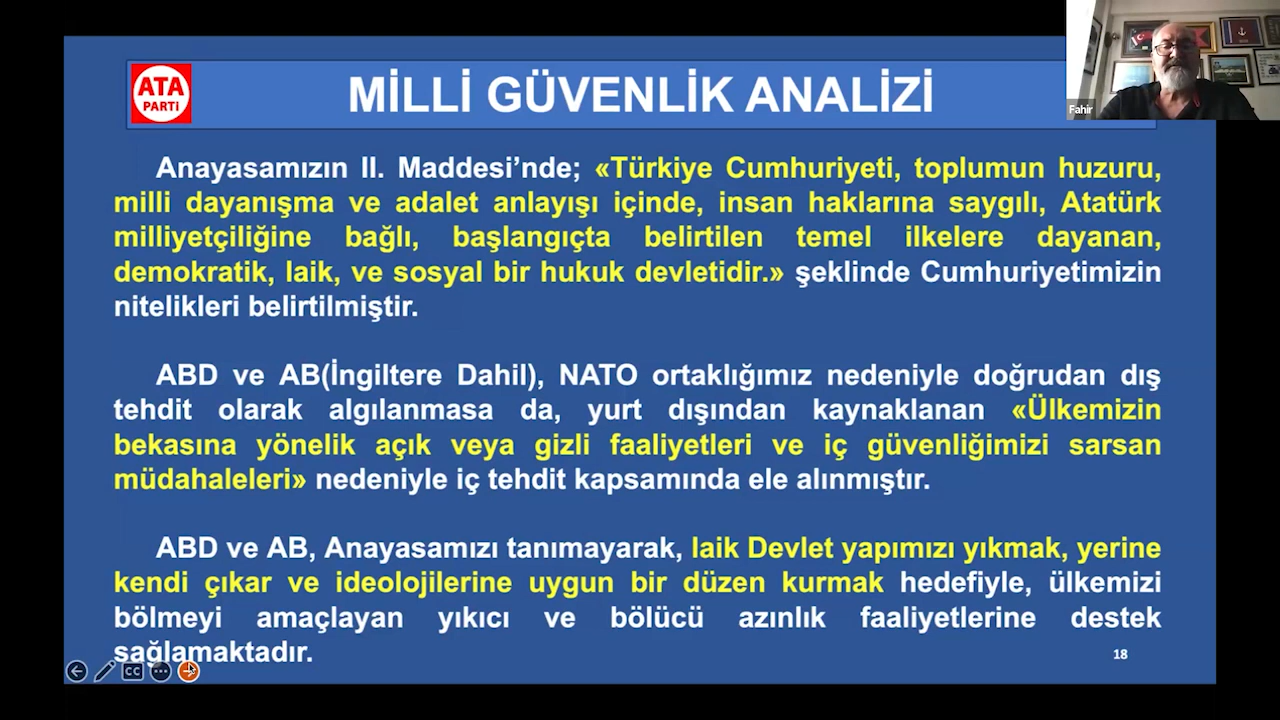 ATA
PARTİ
MİLLİ GÜVENLİK ANALİZİ
Fahir
Anayasamızın II. Maddesi’nde; «Türkiye Cumhuriyeti, toplumun huzuru,
milli dayanışma ve adalet anlayışı içinde, insan haklarına saygılı, Atatürk
milliyetçiliğine bağlı, başlangıçta belirtilen temel ilkelere dayanan,
demokratik, laik, ve sosyal bir hukuk devletidir.» şeklinde Cumhuriyetimizin
nitelikleri belirtilmiştir.
ABD ve AB(İngiltere Dahil), NATO ortaklığımız nedeniyle doğrudan dış
tehdit olarak algılanmasa da, yurt dışından kaynaklanan «Ülkemizin
bekasına yönelik açık veya gizli faaliyetleri ve iç güvenliğimizi sarsan
müdahaleleri» nedeniyle iç tehdit kapsamında ele alınmıştır.
ABD ve AB, Anayasamızı tanımayarak, laik Devlet yapımızı yıkmak, yerine
kendi çıkar ve ideolojilerine uygun bir düzen kurmak hedefiyle, ülkemizi
bölmeyi amaçlayan yıkıcı ve bölücü azınlık faaliyetlerine destek
sağlamaktadır.
18
CC